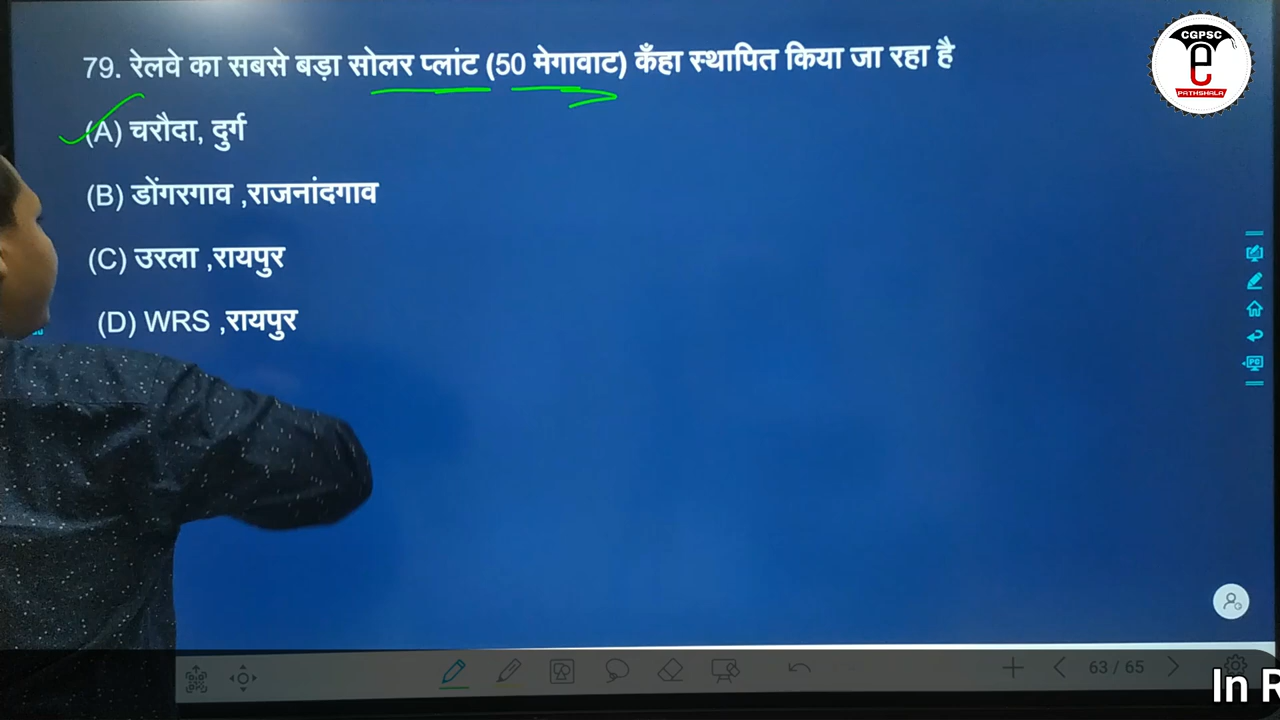 CGPSC
e
PATHSHALA
79. रेलवे का सबसे बड़ा सोलर प्लांट (50 मेगावाट) कँहा स्थापित किया जा रहा है
(A) चरौदा, दुर्ग
(B) डोंगरगाव ,राजनांदगाव
(C) उरला ,रायपुर
(D) WRS ,रायपुर
PC
63 / 65
In R